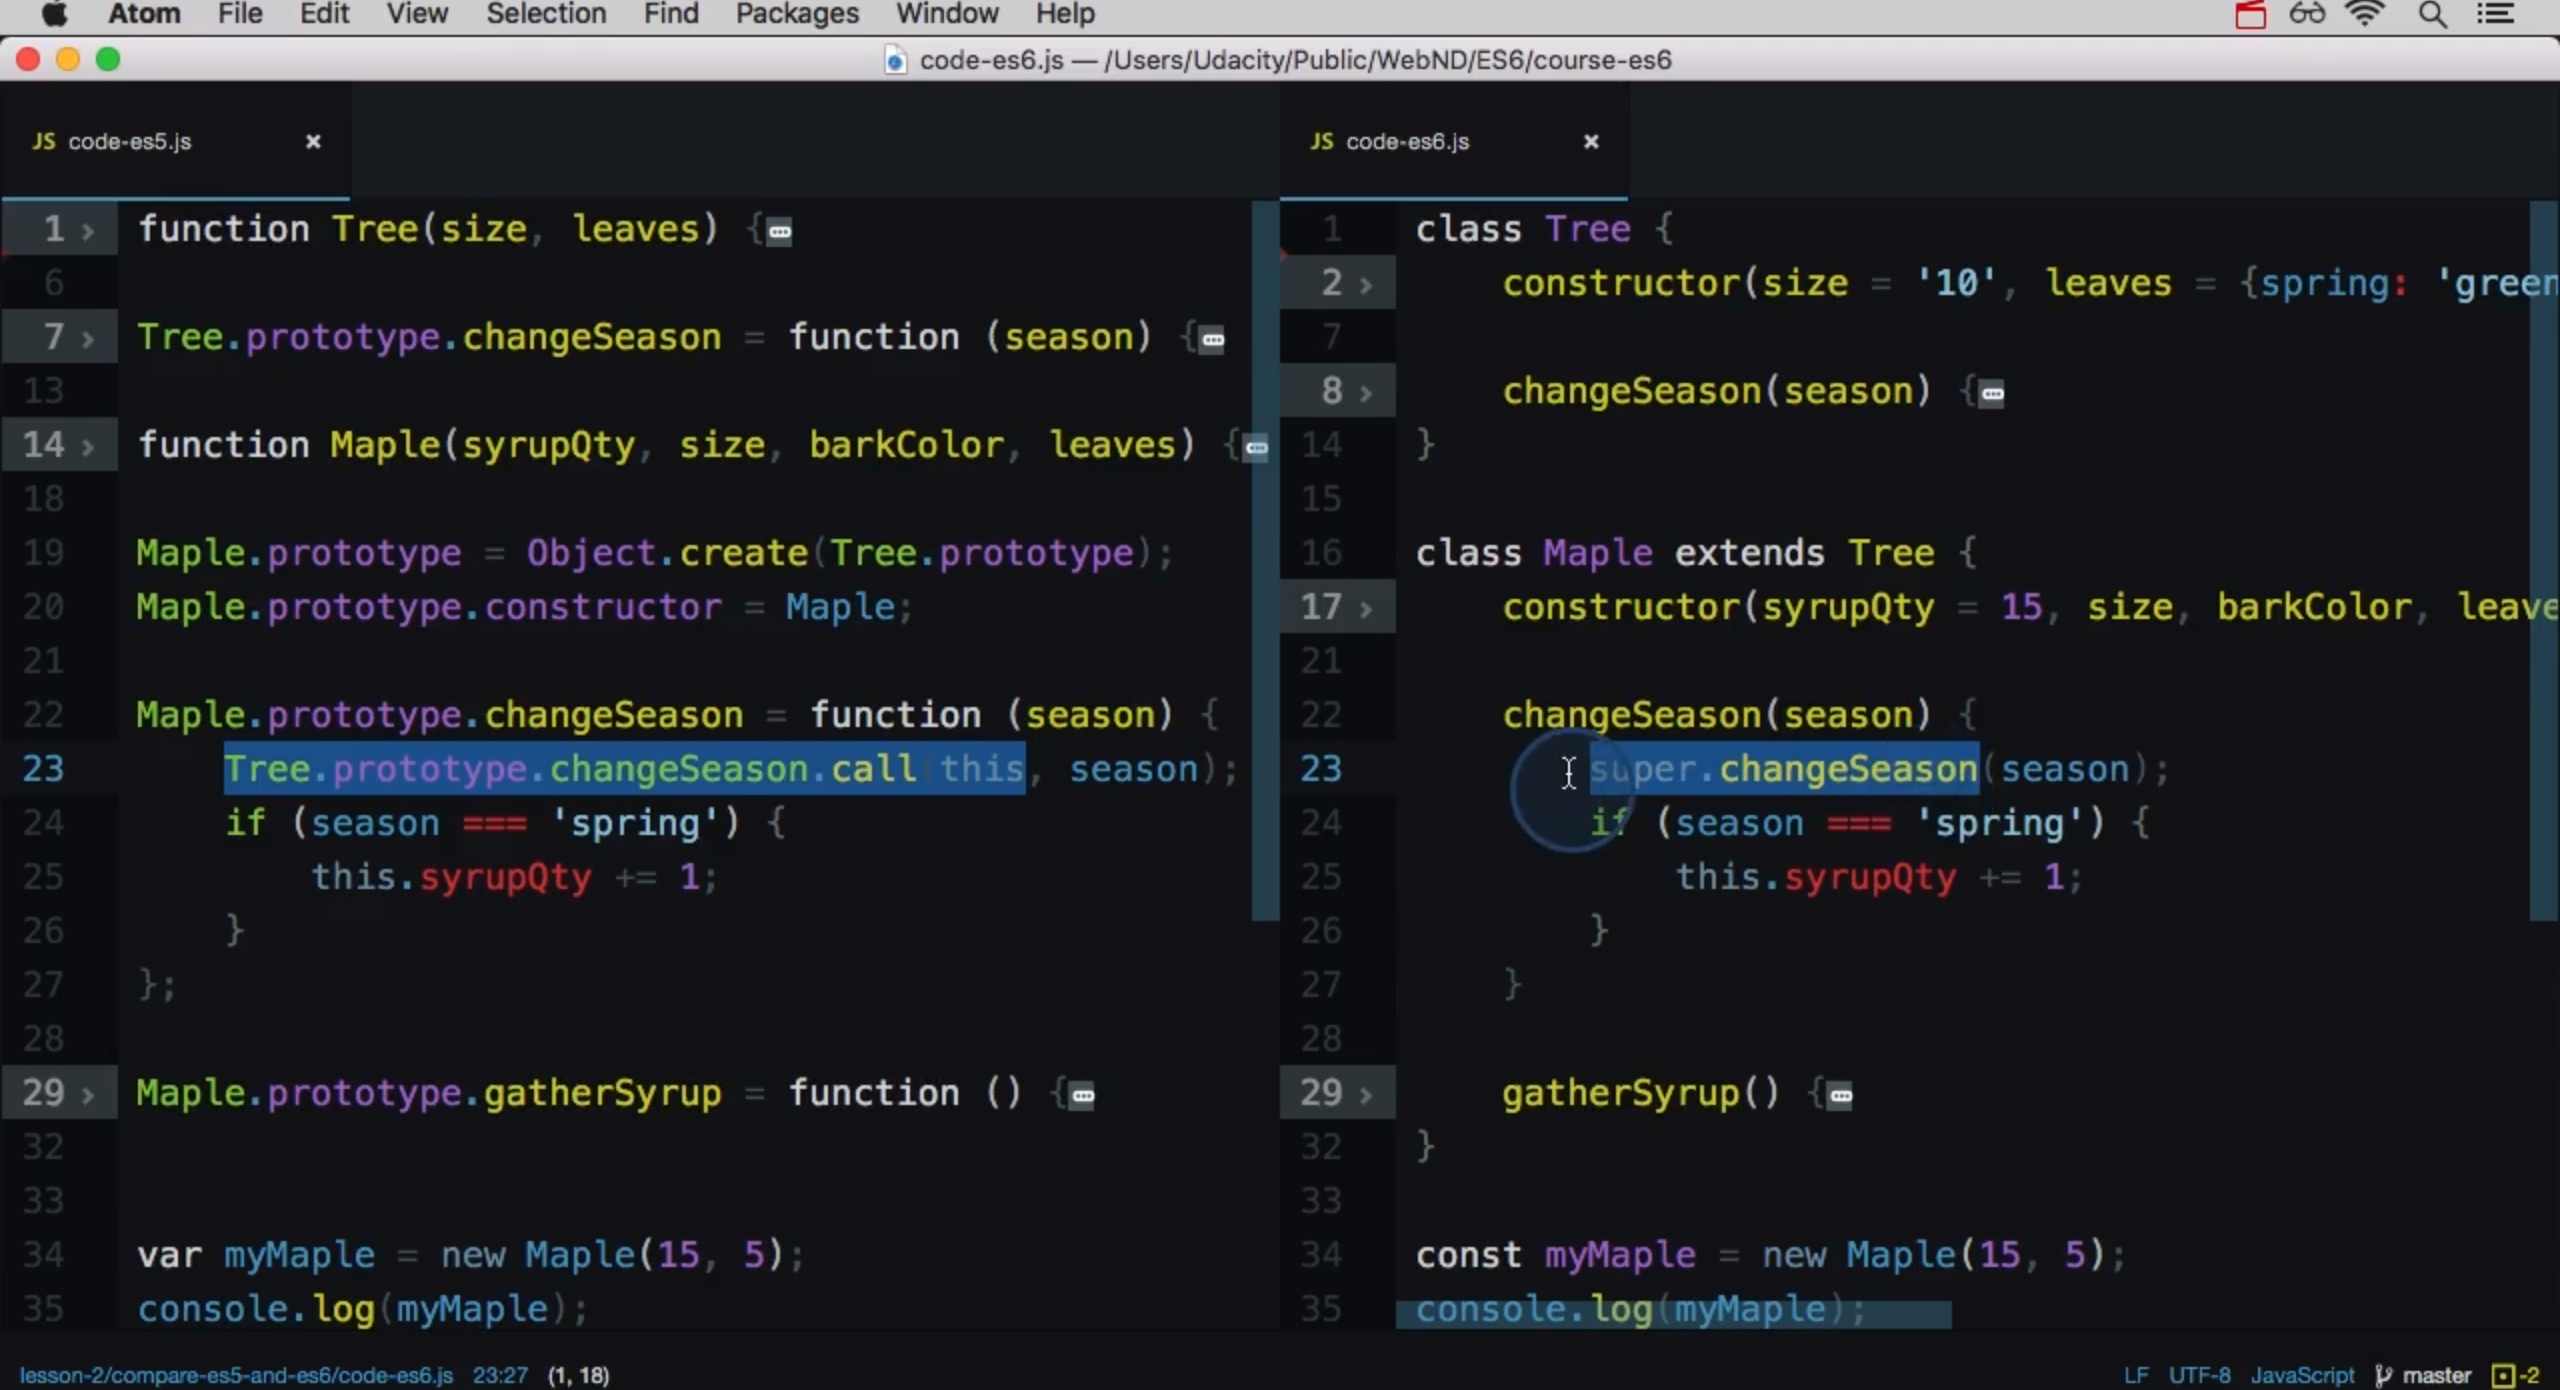 Atom File Edit View Selection Find Packages Window Help
code-es6.js — /Users/Udacity/Public/WebND/ES6/course-es6
JS code-es5.js ×
1 function Tree(size, leaves) {
6
7 Tree.prototype.changeSeason = function (season) {
13
14 function Maple(syrupQty, size, barkColor, leaves) {
18
19 Maple.prototype = Object.create(Tree.prototype);
20 Maple.prototype.constructor = Maple;
21
22 Maple.prototype.changeSeason = function (season) {
23 Tree.prototype.changeSeason.call(this, season);
24 if (season === 'spring') {
25 this.syrupQty += 1;
26 }
27 };
28
29 Maple.prototype.gatherSyrup = function () {
32
33
34 var myMaple = new Maple(15, 5);
35 console.log(myMaple);
JS code-es6.js ×
1 class Tree {
2 constructor(size = '10', leaves = {spring: 'green
7
8 changeSeason(season) {
14 }
15
16 class Maple extends Tree {
17 constructor(syrupQty = 15, size, barkColor, leave
21
22 changeSeason(season) {
23 super.changeSeason(season);
24 if (season === 'spring') {
25 this.syrupQty += 1;
26 }
27 }
28
29 gatherSyrup() {
32 }
33
34 const myMaple = new Maple(15, 5);
35 console.log(myMaple);
lesson-2/compare-es5-and-es6/code-es6.js 23:27 (1, 18)
LF UTF-8 JavaScript master -2